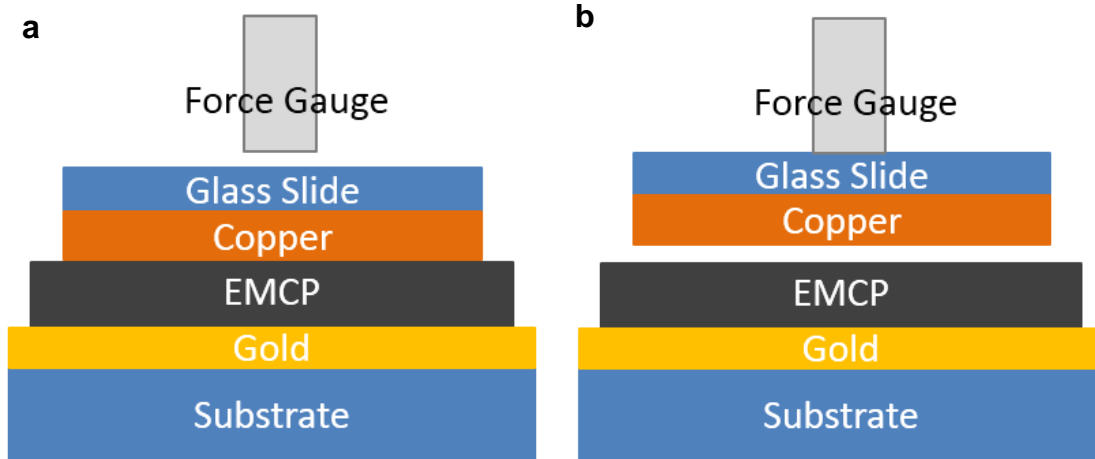 a
Force Gauge
Glass Slide
Copper
EMCP
Gold
Substrate
b
Force Gauge
Glass Slide
Copper
EMCP
Gold
Substrate